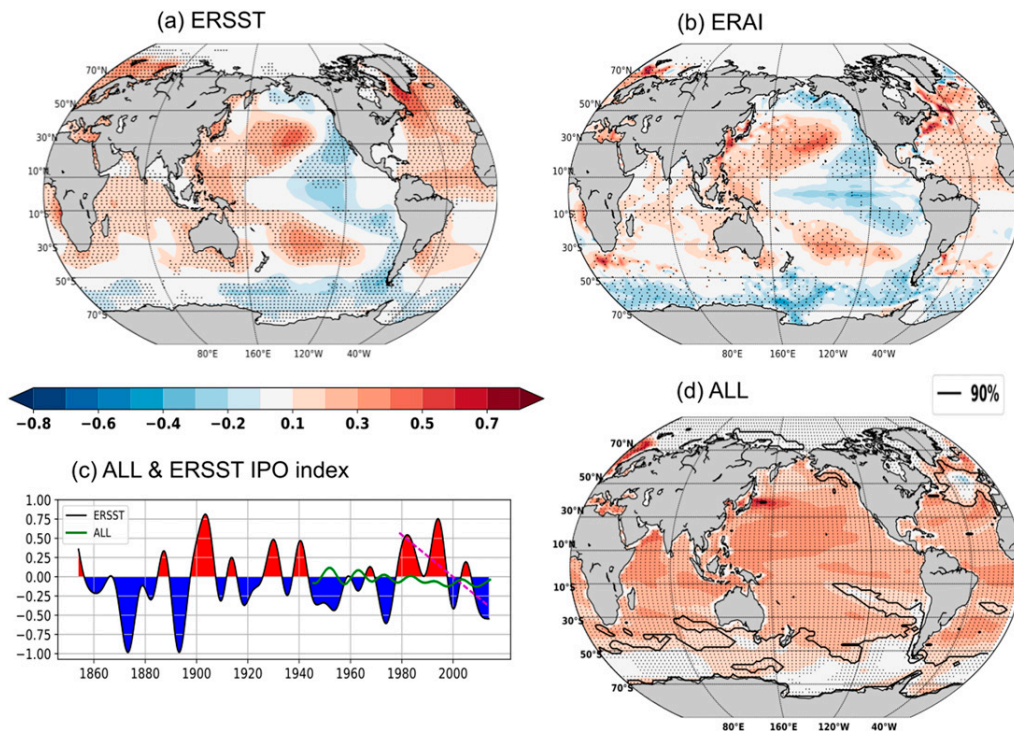 (a) ERSST
(b) ERAI
70°N
50°N
30°N
10°N
10°S
30°S
50°S
70°S
80°E 160°E 120°W 40°W
70°N
50°N
30°N
10°N
10°S
30°S
50°S
70°S
80°E 160°E 120°W 40°W
−0.8 −0.6 −0.4 −0.2 0.1 0.3 0.5 0.7
(d) ALL
90%
(c) ALL & ERSST IPO index
ERSST
ALL
1.00
0.75
0.50
0.25
0.00
−0.25
−0.50
−0.75
−1.00
1860 1880 1900 1920 1940 1960 1980 2000
70°N
50°N
30°N
10°N
10°S
30°S
50°S
70°S
80°E 160°E 120°W 40°W